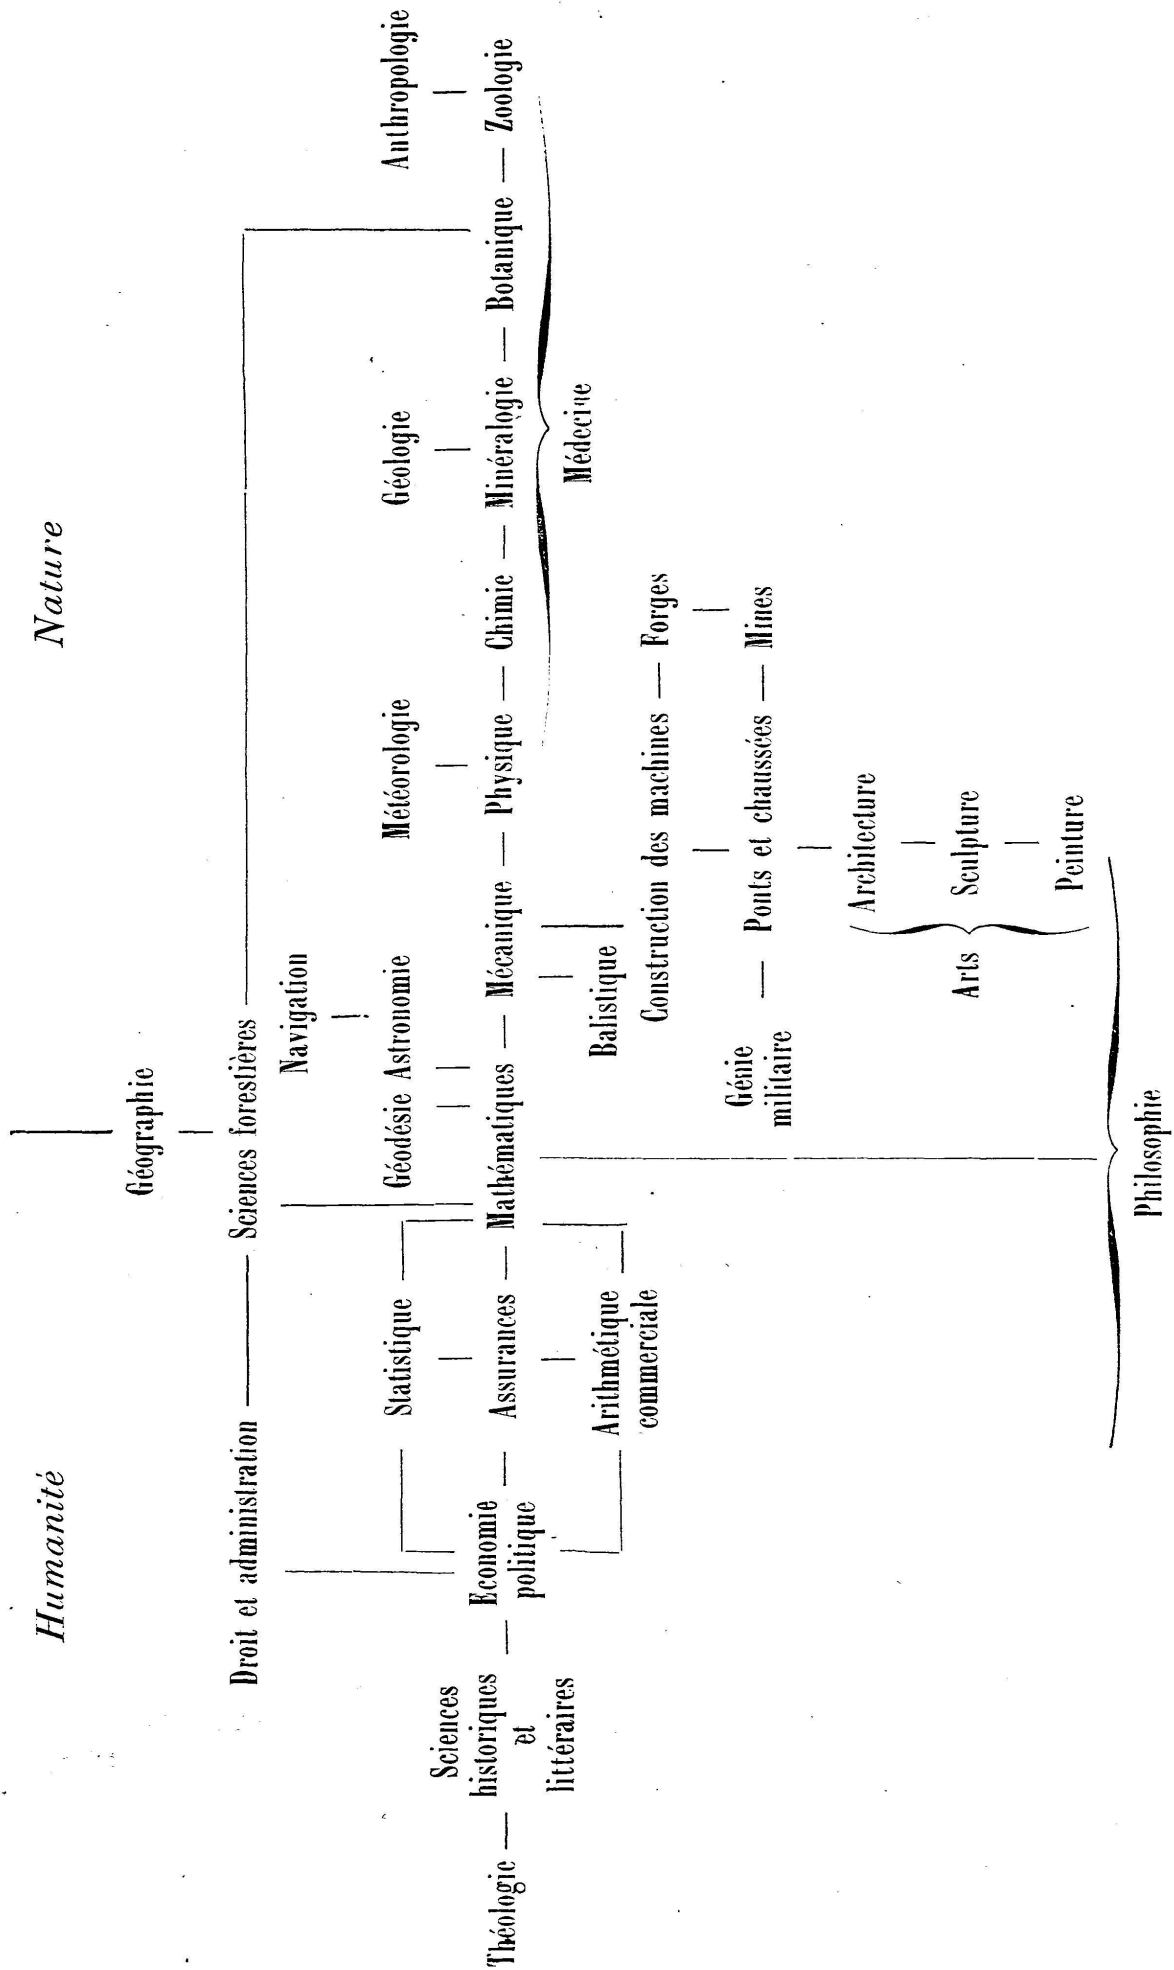 Humanité
Nature
Géographie
Droit et administration
Sciences forestières
Navigation
Statistique
Géodésie
Astronomie
Météorologie
Géologie
Anthropologie
Théologie
Sciences
historiques
et
littéraires
Economie
politique
Assurances
Mathématiques
Mécanique
Physique
Chimie
Minéralogie
Botanique
Zoologie
Arithmétique
commerciale
Balistique
Médecine
Construction des machines
Forges
Génie
militaire
Ponts et chaussées
Mines
Architecture
Arts
Sculpture
Peinture
Philosophie